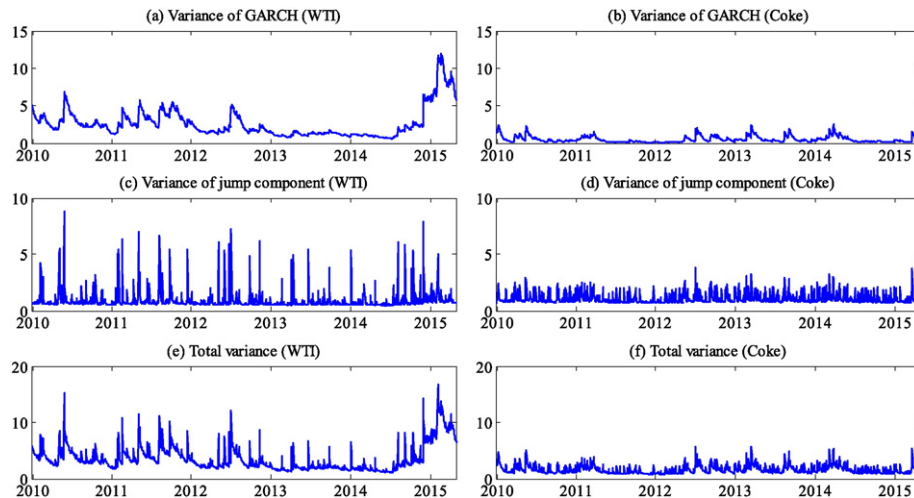 (a) Variance of GARCH (WTI)
(b) Variance of GARCH (Coke)
15
10
5
0
2010 2011 2012 2013 2014 2015
15
10
5
0
2010 2011 2012 2013 2014 2015
(c) Variance of jump component (WTI)
(d) Variance of jump component (Coke)
10
5
0
2010 2011 2012 2013 2014 2015
10
5
0
2010 2011 2012 2013 2014 2015
(e) Total variance (WTI)
(f) Total variance (Coke)
20
10
0
2010 2011 2012 2013 2014 2015
20
10
0
2010 2011 2012 2013 2014 2015